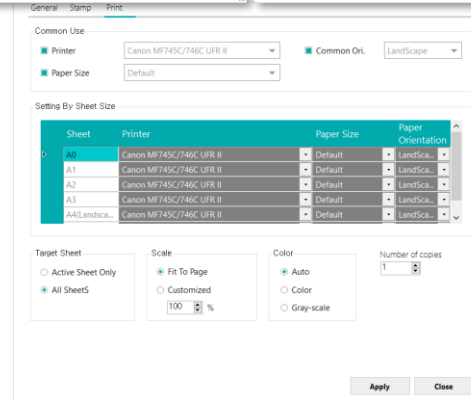 General Stamp Print
Common Use
Printer Canon MF745C/746C UFR II Common Ori. LandScape
Paper Size Default
Setting By Sheet Size
Sheet Printer Paper Size Paper
Orientation
A0 Canon MF745C/746C UFR II Default LandSca...
A1 Canon MF745C/746C UFR II Default LandSca...
A2 Canon MF745C/746C UFR II Default LandSca...
A3 Canon MF745C/746C UFR II Default LandSca...
A4(Landsca... Canon MF745C/746C UFR II Default LandSca...
Target Sheet Scale Color Number of copies
Active Sheet Only Fit To Page Auto 1
All SheetS Customized Color
100 % Gray-scale
Apply Close